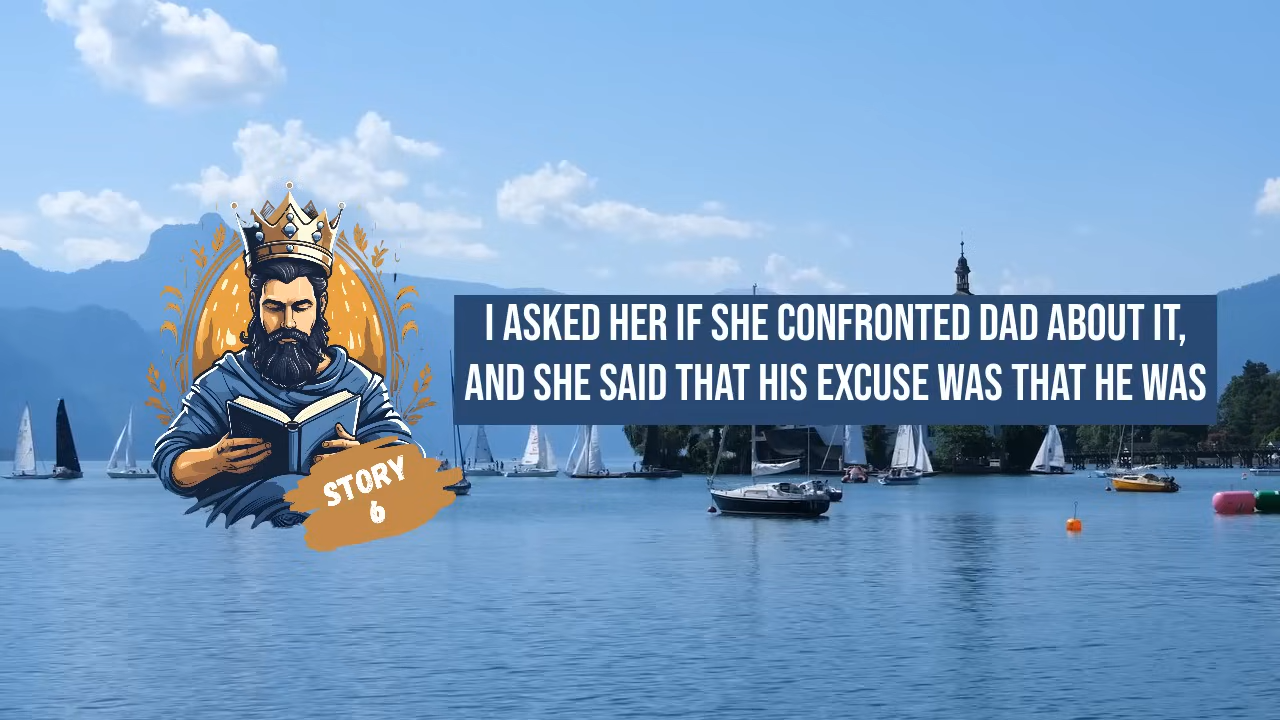 I ASKED HER IF SHE CONFRONTED DAD ABOUT IT,
AND SHE SAID THAT HIS EXCUSE WAS THAT HE WAS
STORY
6